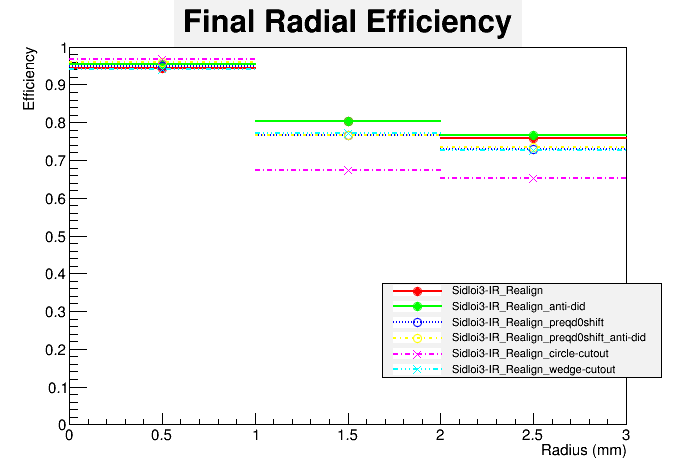 Final Radial Efficiency
Efficiency
1
0.9
0.8
0.7
0.6
0.5
0.4
0.3
0.2
0.1
0
0 0.5 1 1.5 2 2.5 3
Radius (mm)
Sidloi3-IR_Realign
Sidloi3-IR_Realign_anti-did
Sidloi3-IR_Realign_preqd0shift
Sidloi3-IR_Realign_preqd0shift_anti-did
Sidloi3-IR_Realign_circle-cutout
Sidloi3-IR_Realign_wedge-cutout